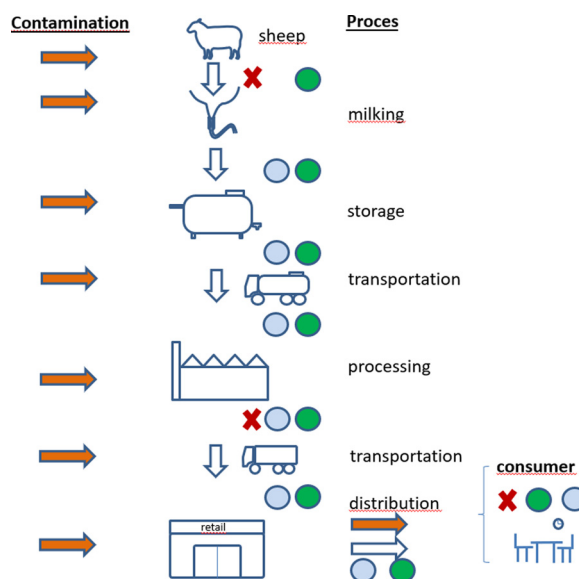 Contamination
Proces
sheep
milking
storage
transportation
processing
transportation
consumer
distribution
retail